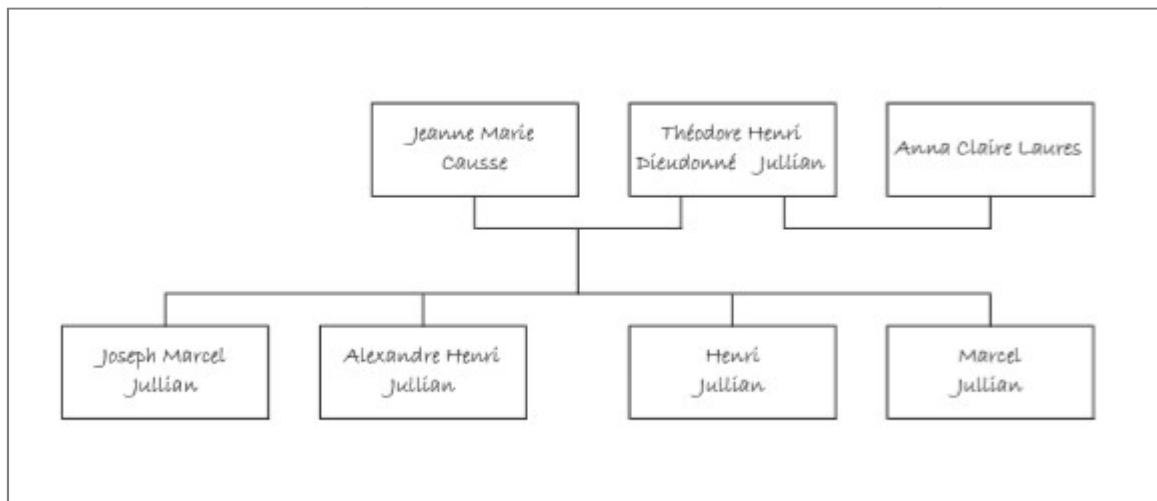 Jeanne Marie
Causse
Théodore Henri
Dieudonné Jullian
Anna Claire Laures
Joseph Marcel
Jullian
Alexandre Henri
Jullian
Henri
Jullian
Marcel
Jullian